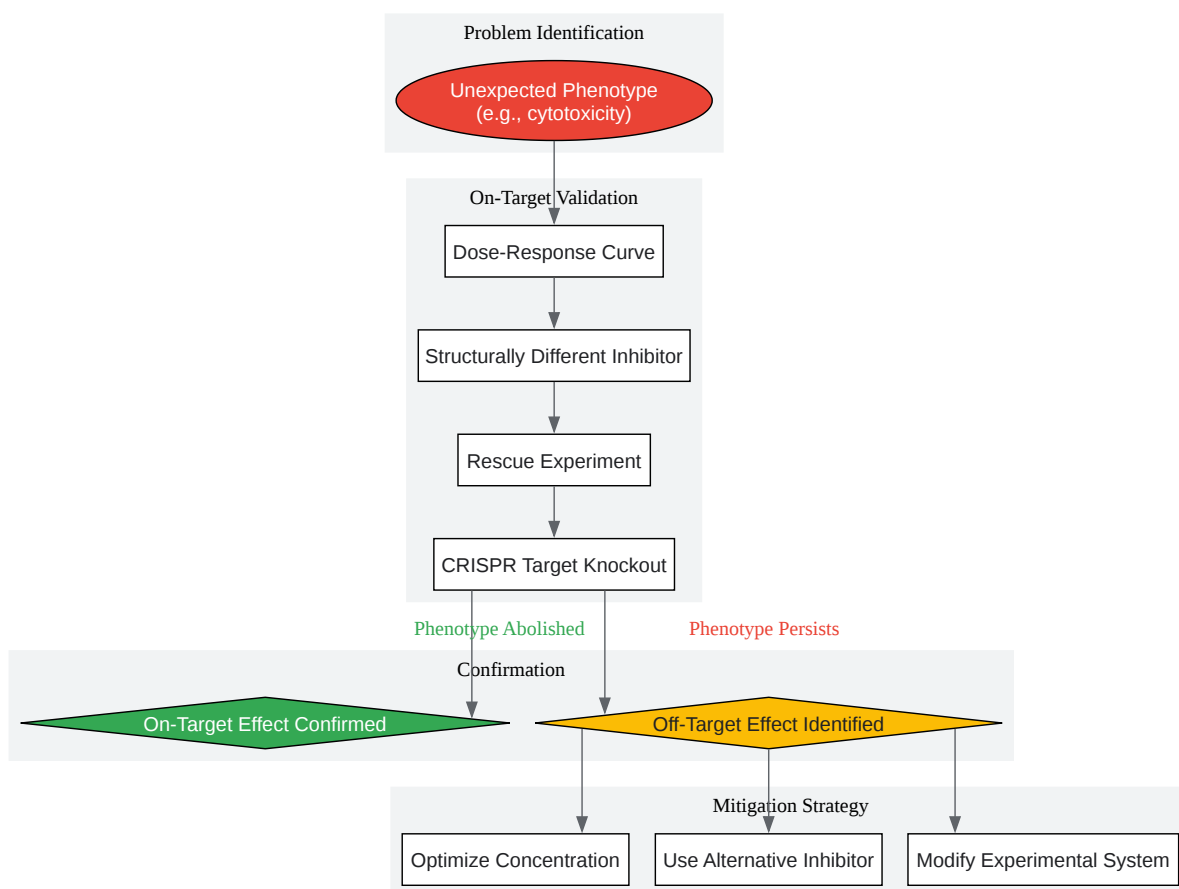 Problem Identification
Unexpected Phenotype
(e.g., cytotoxicity)
On-Target Validation
Dose-Response Curve
Structurally Different Inhibitor
Rescue Experiment
CRISPR Target Knockout
Phenotype Abolished
Phenotype Persists
Confirmation
On-Target Effect Confirmed
Off-Target Effect Identified
Mitigation Strategy
Optimize Concentration
Use Alternative Inhibitor
Modify Experimental System